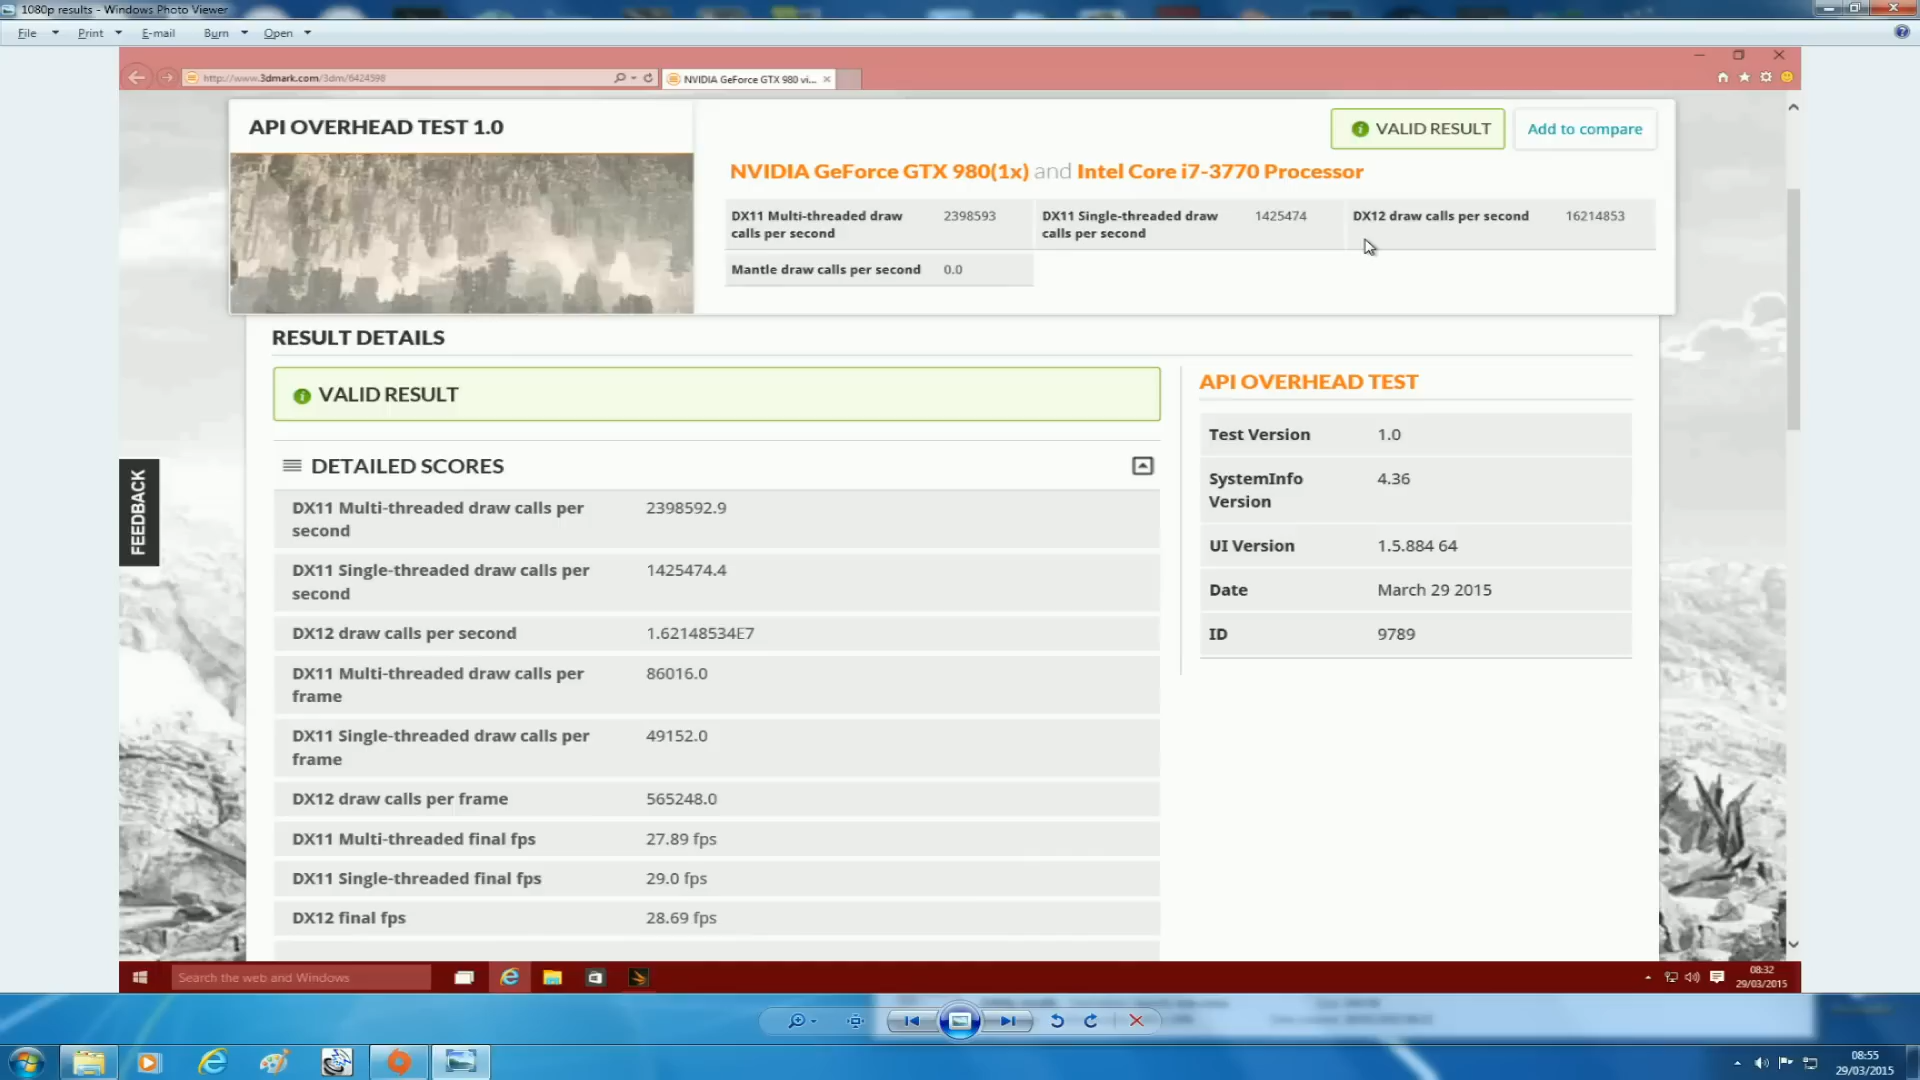 1080p results - Windows Photo Viewer
File Print E-mail Burn Open
http://www.3dmark.com/3dm/6424598
NVIDIA GeForce GTX 980 vi...
API OVERHEAD TEST 1.0
VALID RESULT
Add to compare
NVIDIA GeForce GTX 980(1x) and Intel Core i7-3770 Processor
DX11 Multi-threaded draw calls per second 2398593
DX11 Single-threaded draw calls per second 1425474
DX12 draw calls per second 16214853
Mantle draw calls per second 0.0
RESULT DETAILS
VALID RESULT
DETAILED SCORES
DX11 Multi-threaded draw calls per second 2398592.9
DX11 Single-threaded draw calls per second 1425474.4
DX12 draw calls per second 1.62148534E7
DX11 Multi-threaded draw calls per frame 86016.0
DX11 Single-threaded draw calls per frame 49152.0
DX12 draw calls per frame 565248.0
DX11 Multi-threaded final fps 27.89 fps
DX11 Single-threaded final fps 29.0 fps
DX12 final fps 28.69 fps
API OVERHEAD TEST
Test Version 1.0
SystemInfo Version 4.36
UI Version 1.5.884 64
Date March 29 2015
ID 9789
FEEDBACK
Search the web and Windows
08:32
29/03/2015
08:55
29/03/2015